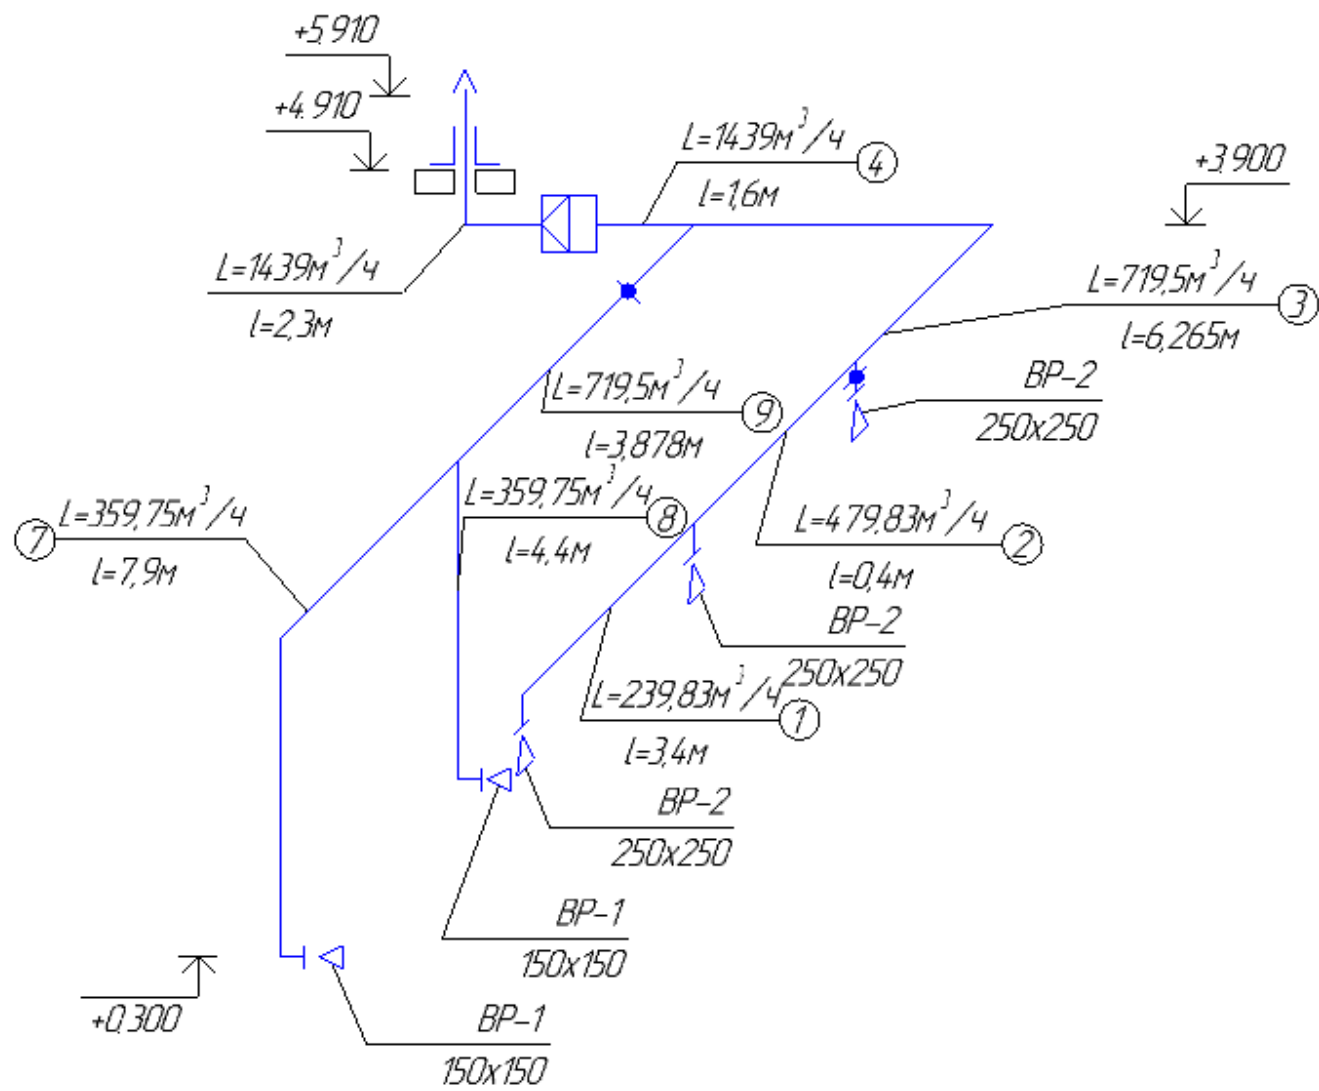 +5,910
+4.910
L=1439м³/ч
4
l=1,6м
+3,900
L=1439м³/ч
l=2,3м
L=719,5м³/ч
3
l=6,265м
ВР-2
250х250
L=719,5м³/ч
9
l=3,878м
L=359,75м³/ч
7
l=7,9м
L=359,75м³/ч
8
l=4,4м
L=479,83м³/ч
2
l=0,4м
ВР-2
250х250
L=239,83м³/ч
1
l=3,4м
ВР-2
250х250
ВР-1
150х150
+0,300
ВР-1
150х150